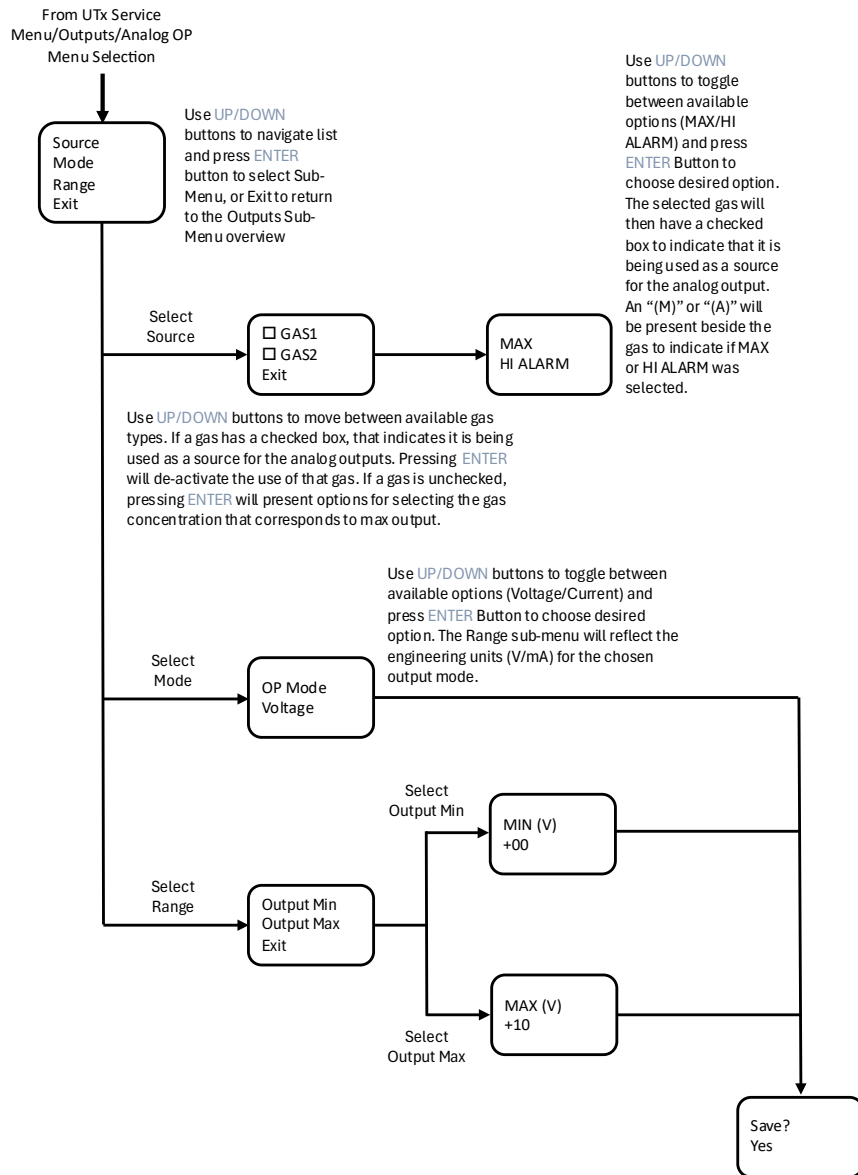 From UTx Service
Menu/Outputs/Analog OP
Menu Selection
Source
Mode
Range
Exit
Use UP/DOWN
buttons to navigate list
and press ENTER
button to select Sub-
Menu, or Exit to return
to the Outputs Sub-
Menu overview
Use UP/DOWN
buttons to toggle
between available
options (MAX/HI
ALARM) and press
ENTER Button to
choose desired option.
The selected gas will
then have a checked
box to indicate that it is
being used as a source
for the analog output.
An “(M)” or “(A)” will
be present beside the
gas to indicate if MAX
or HI ALARM was
selected.
Select
Source
☐ GAS1
☐ GAS2
Exit
MAX
HI ALARM
Use UP/DOWN buttons to move between available gas
types. If a gas has a checked box, that indicates it is being
used as a source for the analog outputs. Pressing ENTER
will de-activate the use of that gas. If a gas is unchecked,
pressing ENTER will present options for selecting the gas
concentration that corresponds to max output.
Use UP/DOWN buttons to toggle between
available options (Voltage/Current) and
press ENTER Button to choose desired
option. The Range sub-menu will reflect the
engineering units (V/mA) for the chosen
output mode.
Select
Mode
OP Mode
Voltage
Select
Output Min
MIN (V)
+00
Select
Range
Output Min
Output Max
Exit
MAX (V)
+10
Select
Output Max
Save?
Yes